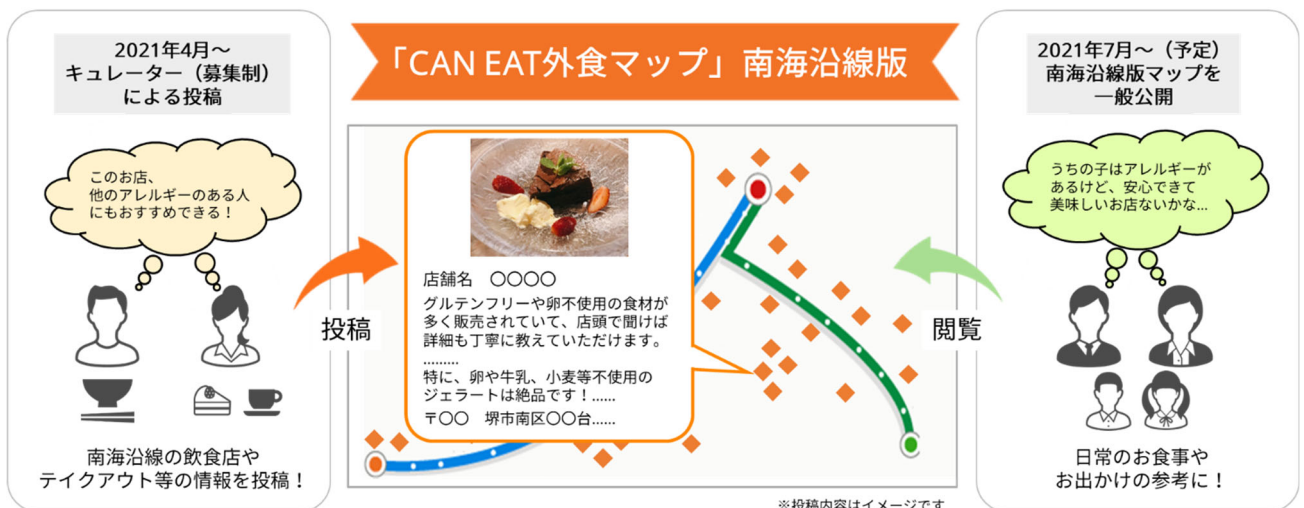 2021年4月～
キュレーター（募集制）
による投稿
このお店、
他のアレルギーのある人
にもおすすめできる！
南海沿線の飲食店や
テイクアウト等の情報を投稿！
「CAN EAT外食マップ」南海沿線版
投稿
店舗名　〇〇〇〇
グルテンフリーや卵不使用の食材が
多く販売されていて、店頭で聞けば
詳細も丁寧に教えていただけます。
………
特に、卵や牛乳、小麦等不使用の
ジェラートは絶品です！……
〒〇〇　堺市南区〇〇台……
閲覧
※投稿内容はイメージです
2021年7月～（予定）
南海沿線版マップを
一般公開
うちの子はアレルギーが
あるけど、安心できて
美味しいお店ないかな…
日常のお食事や
お出かけの参考に！